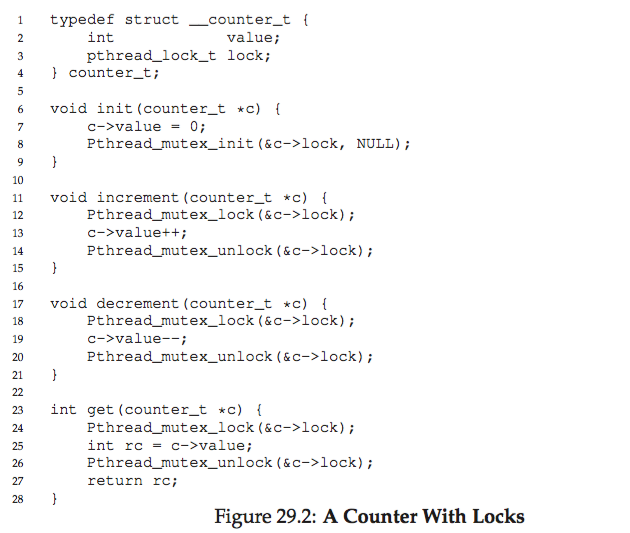 1 typedef struct __counter_t {
2     int            value;
3     pthread_lock_t lock;
4 } counter_t;
5
6 void init(counter_t *c) {
7     c->value = 0;
8     Pthread_mutex_init(&c->lock, NULL);
9 }
10
11 void increment(counter_t *c) {
12     Pthread_mutex_lock(&c->lock);
13     c->value++;
14     Pthread_mutex_unlock(&c->lock);
15 }
16
17 void decrement(counter_t *c) {
18     Pthread_mutex_lock(&c->lock);
19     c->value--;
20     Pthread_mutex_unlock(&c->lock);
21 }
22
23 int get(counter_t *c) {
24     Pthread_mutex_lock(&c->lock);
25     int rc = c->value;
26     Pthread_mutex_unlock(&c->lock);
27     return rc;
28 }
Figure 29.2: A Counter With Locks